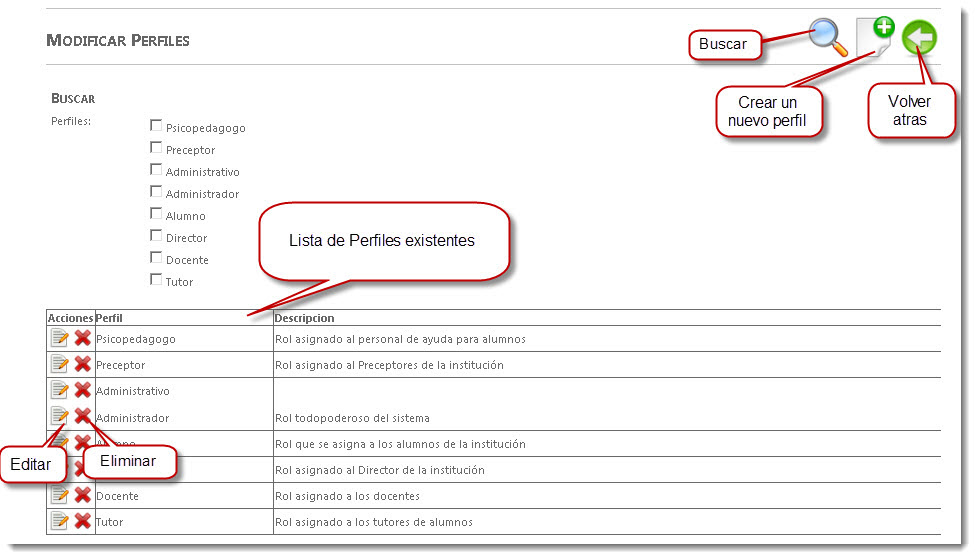 MODIFICAR PERFILES
Buscar
Crear un
nuevo perfil
Volver
atras
BUSCAR
Perfiles:
Psicopedagogo
Preceptor
Administrativo
Administrador
Alumno
Director
Docente
Tutor
Lista de Perfiles existentes
Acciones Perfil Descripcion
Psicopedagogo Rol asignado al personal de ayuda para alumnos
Preceptor Rol asignado al Preceptores de la institución
Administrativo
Administrador Rol todopoderoso del sistema
Rol que se asigna a los alumnos de la institución
Editar
Eliminar
Rol asignado al Director de la institución
Docente Rol asignado a los docentes
Tutor Rol asignado a los tutores de alumnos